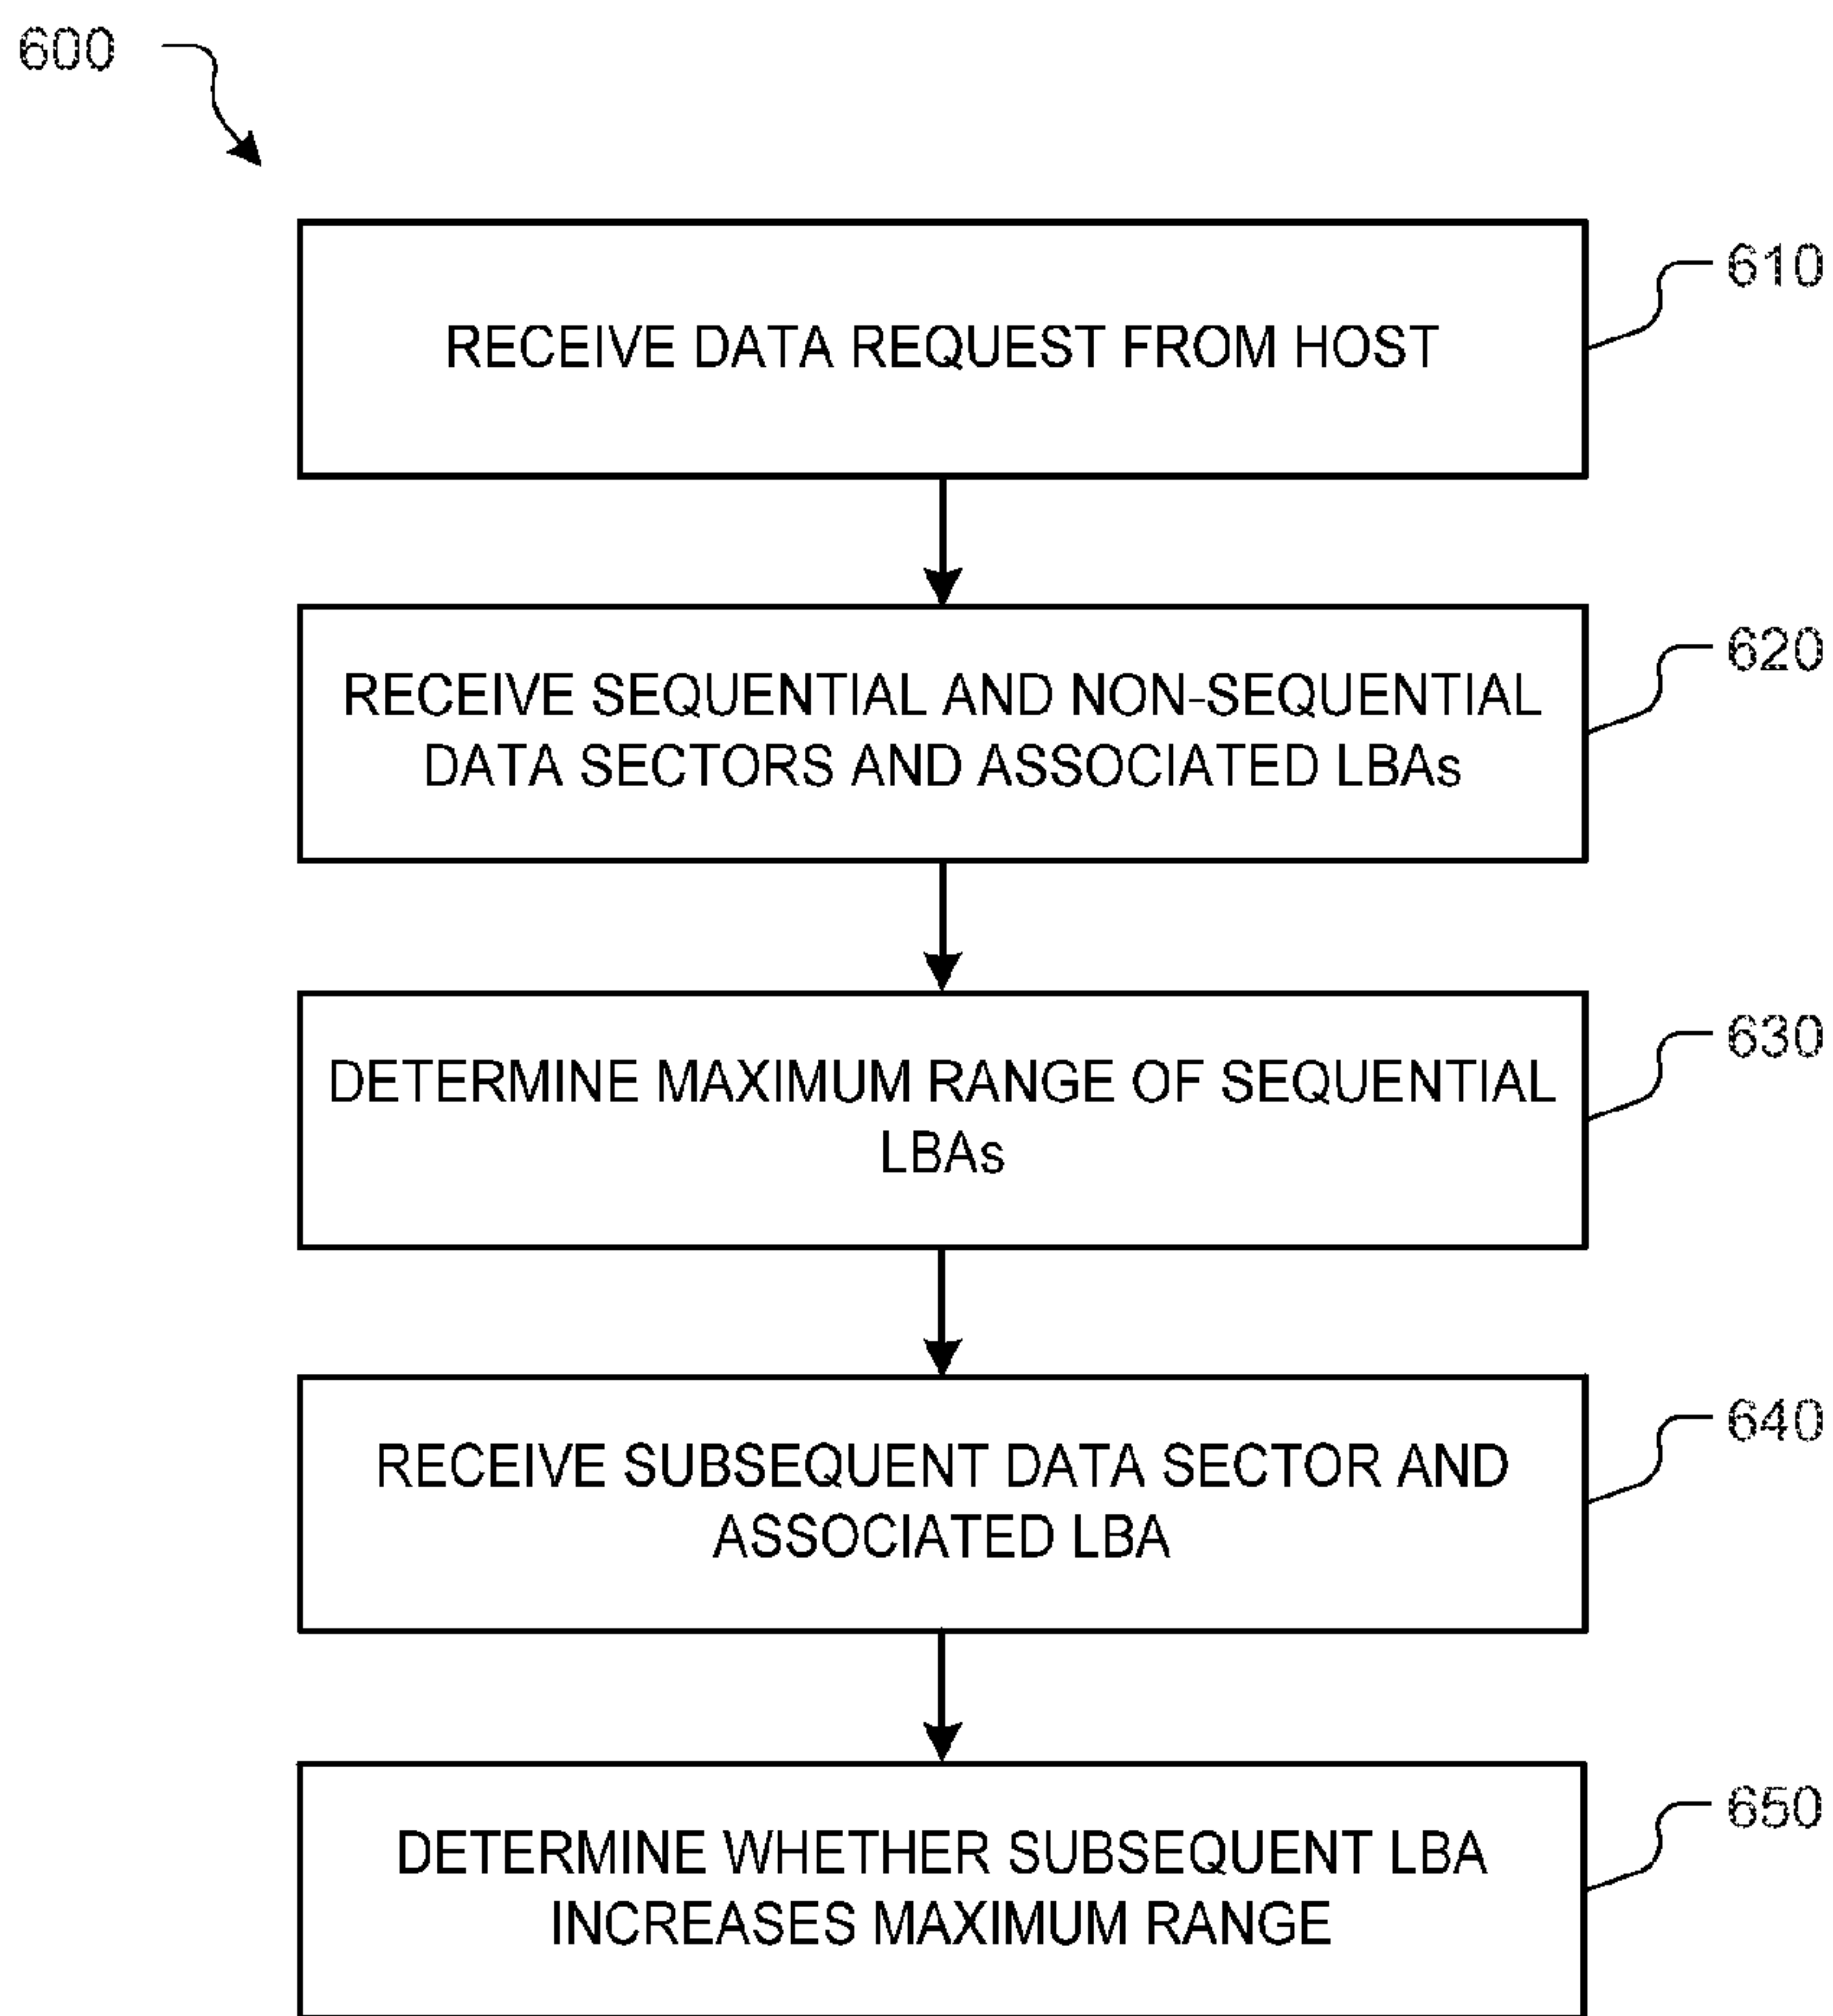 600
RECEIVE DATA REQUEST FROM HOST
610
RECEIVE SEQUENTIAL AND NON-SEQUENTIAL
DATA SECTORS AND ASSOCIATED LBAs
620
DETERMINE MAXIMUM RANGE OF SEQUENTIAL
LBAs
630
RECEIVE SUBSEQUENT DATA SECTOR AND
ASSOCIATED LBA
640
DETERMINE WHETHER SUBSEQUENT LBA
INCREASES MAXIMUM RANGE
650